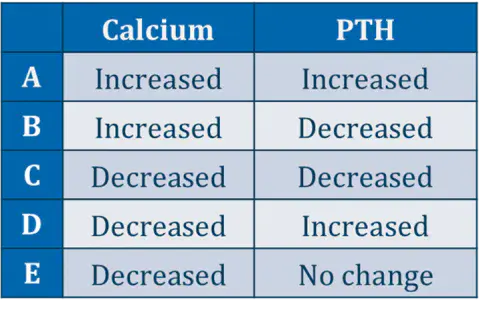 Calcium PTH
A Increased Increased
B Increased Decreased
C Decreased Decreased
D Decreased Increased
E Decreased No change